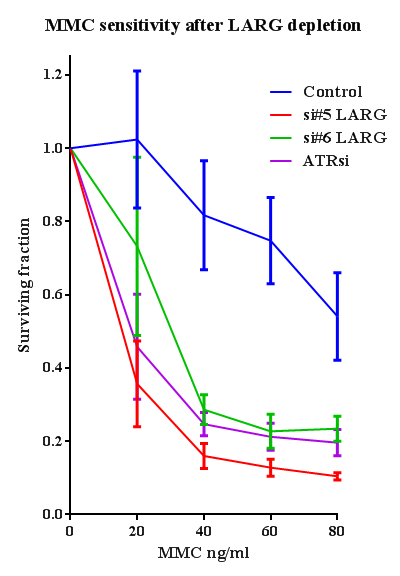 MMC sensitivity after LARG depletion
Control
si#5 LARG
si#6 LARG
ATRsi
Surviving fraction
1.2
1.0
0.8
0.6
0.4
0.2
0.0
0 20 40 60 80
MMC ng/ml